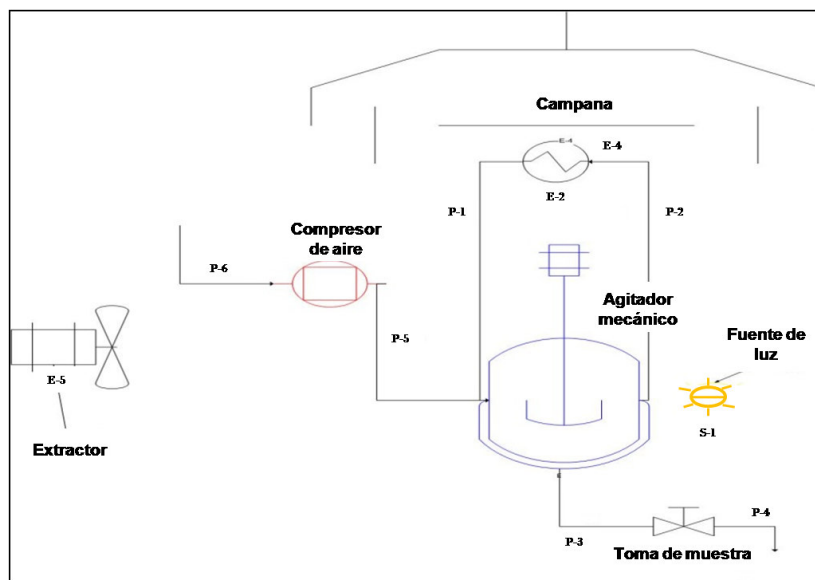 Campana
E-4
E-4
E-2
P-1
P-2
Compresor
de aire
P-6
Agitador
mecánico
Fuente de
luz
P-5
E-5
S-1
Extractor
P-4
P-3
Toma de muestra